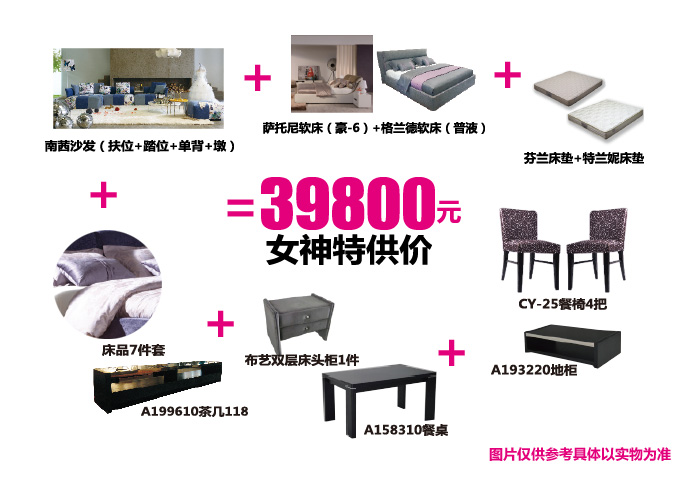 +
+
南茜沙发（扶位+踏位+单背+墩）
萨托尼软床（豪-6）+格兰德软床（普液）
芬兰床垫+特兰妮床垫
+
=39800元
女神特供价
CY-25餐椅4把
+
床品7件套
布艺双层床头柜1件
+
A193220地柜
A199610茶几118
A158310餐桌
图片仅供参考具体以实物为准